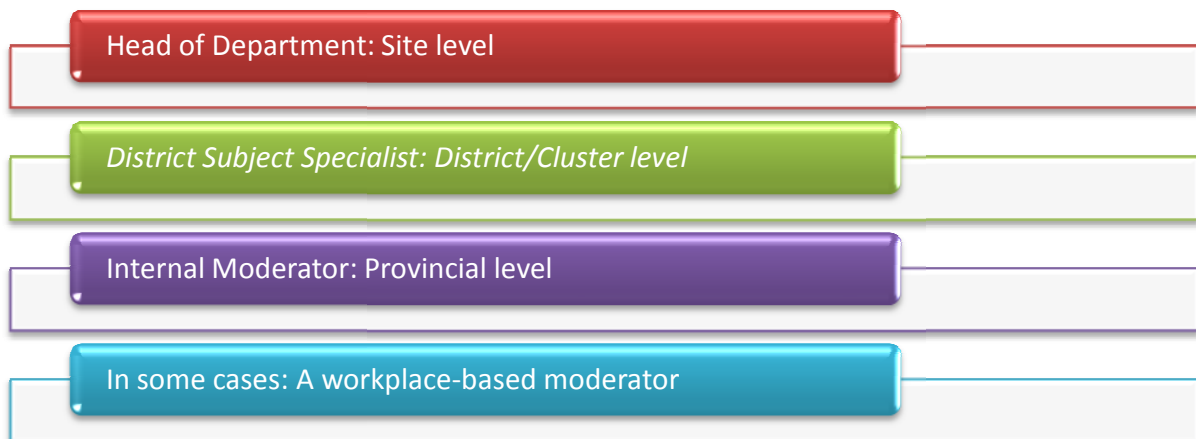 Head of Department: Site level
District Subject Specialist: District/Cluster level
Internal Moderator: Provincial level
In some cases: A workplace-based moderator